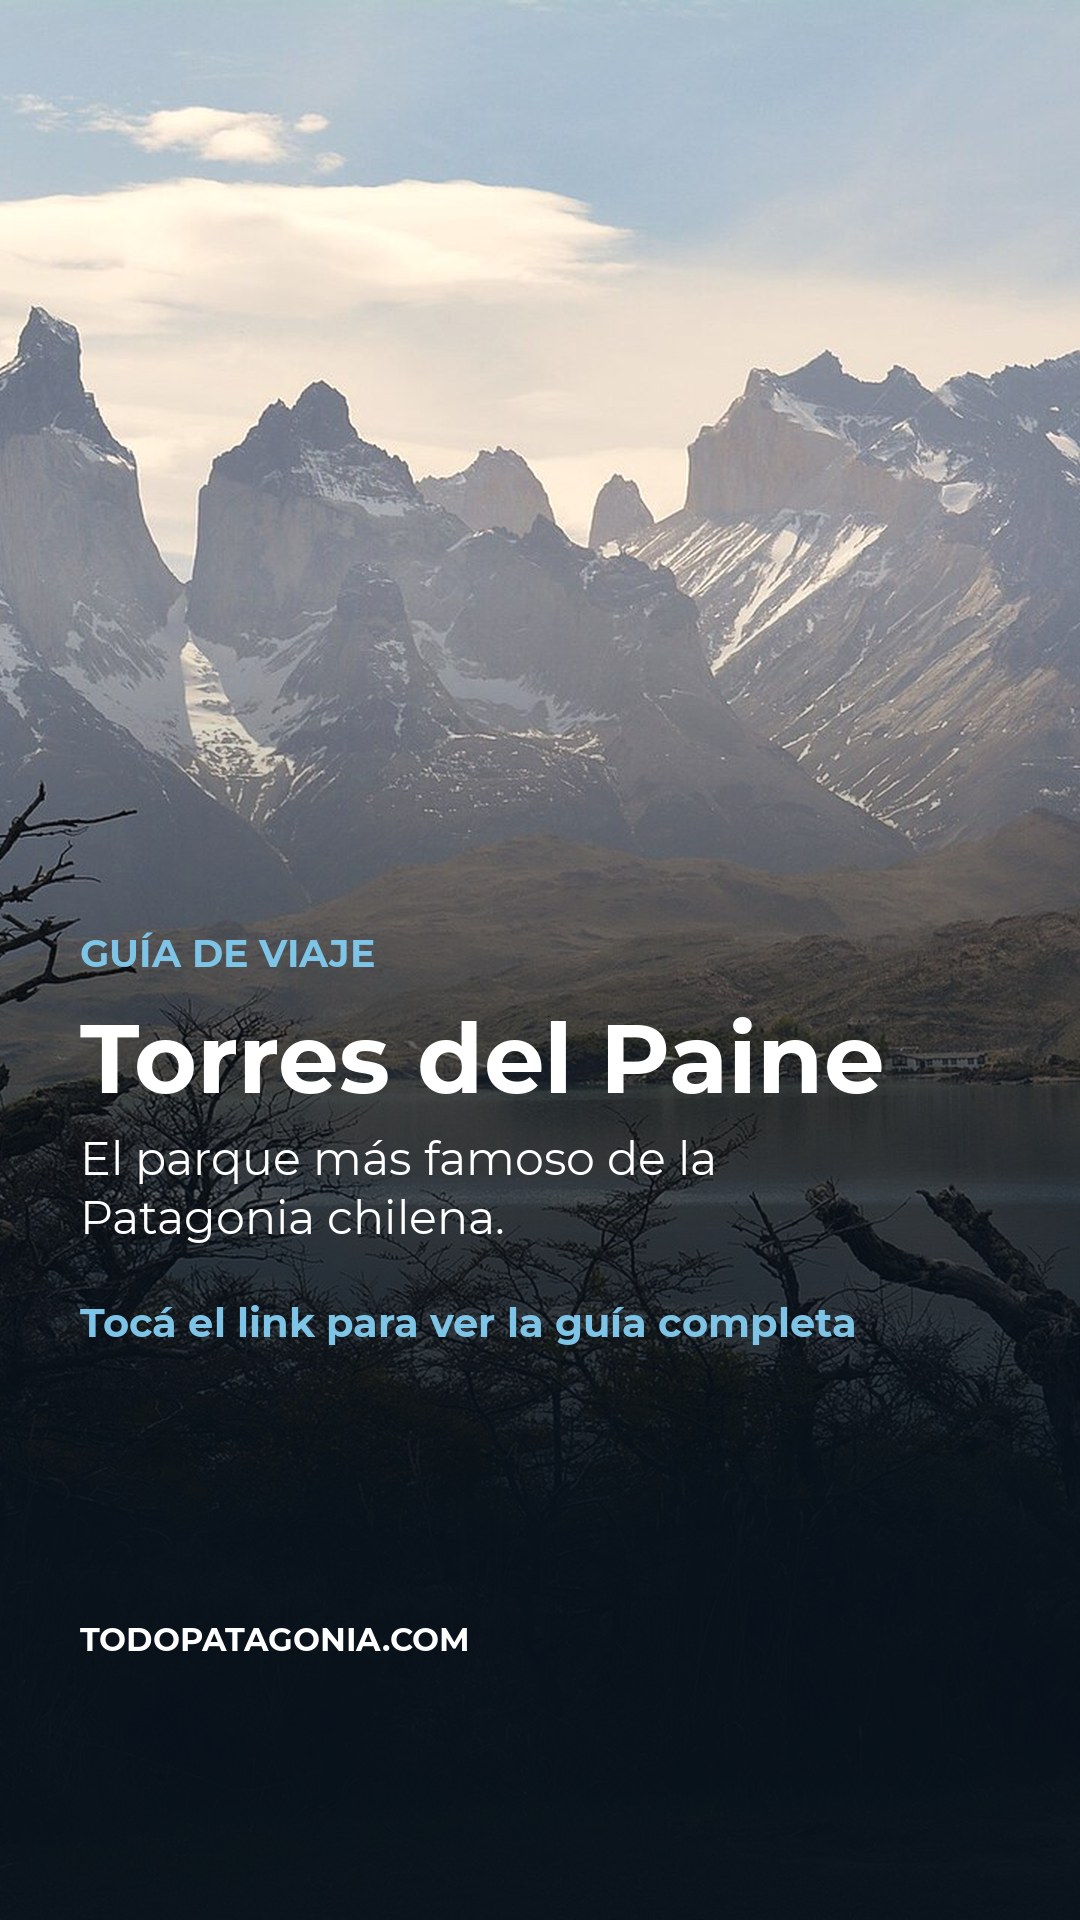 GUÍA DE VIAJE
Torres del Paine
El parque más famoso de la
Patagonia chilena.
Tocá el link para ver la guía completa
TODOPATAGONIA.COM